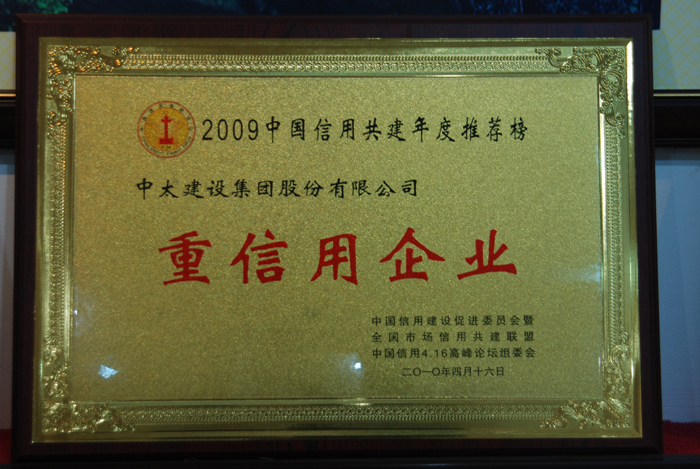 2009中国信用共建年度推荐榜
中太建设集团股份有限公司
重信用企业
中国信用建设促进委员会暨
全国市场信用共建联盟
中国信用4.16高峰论坛组委会
二〇一〇年四月十六日